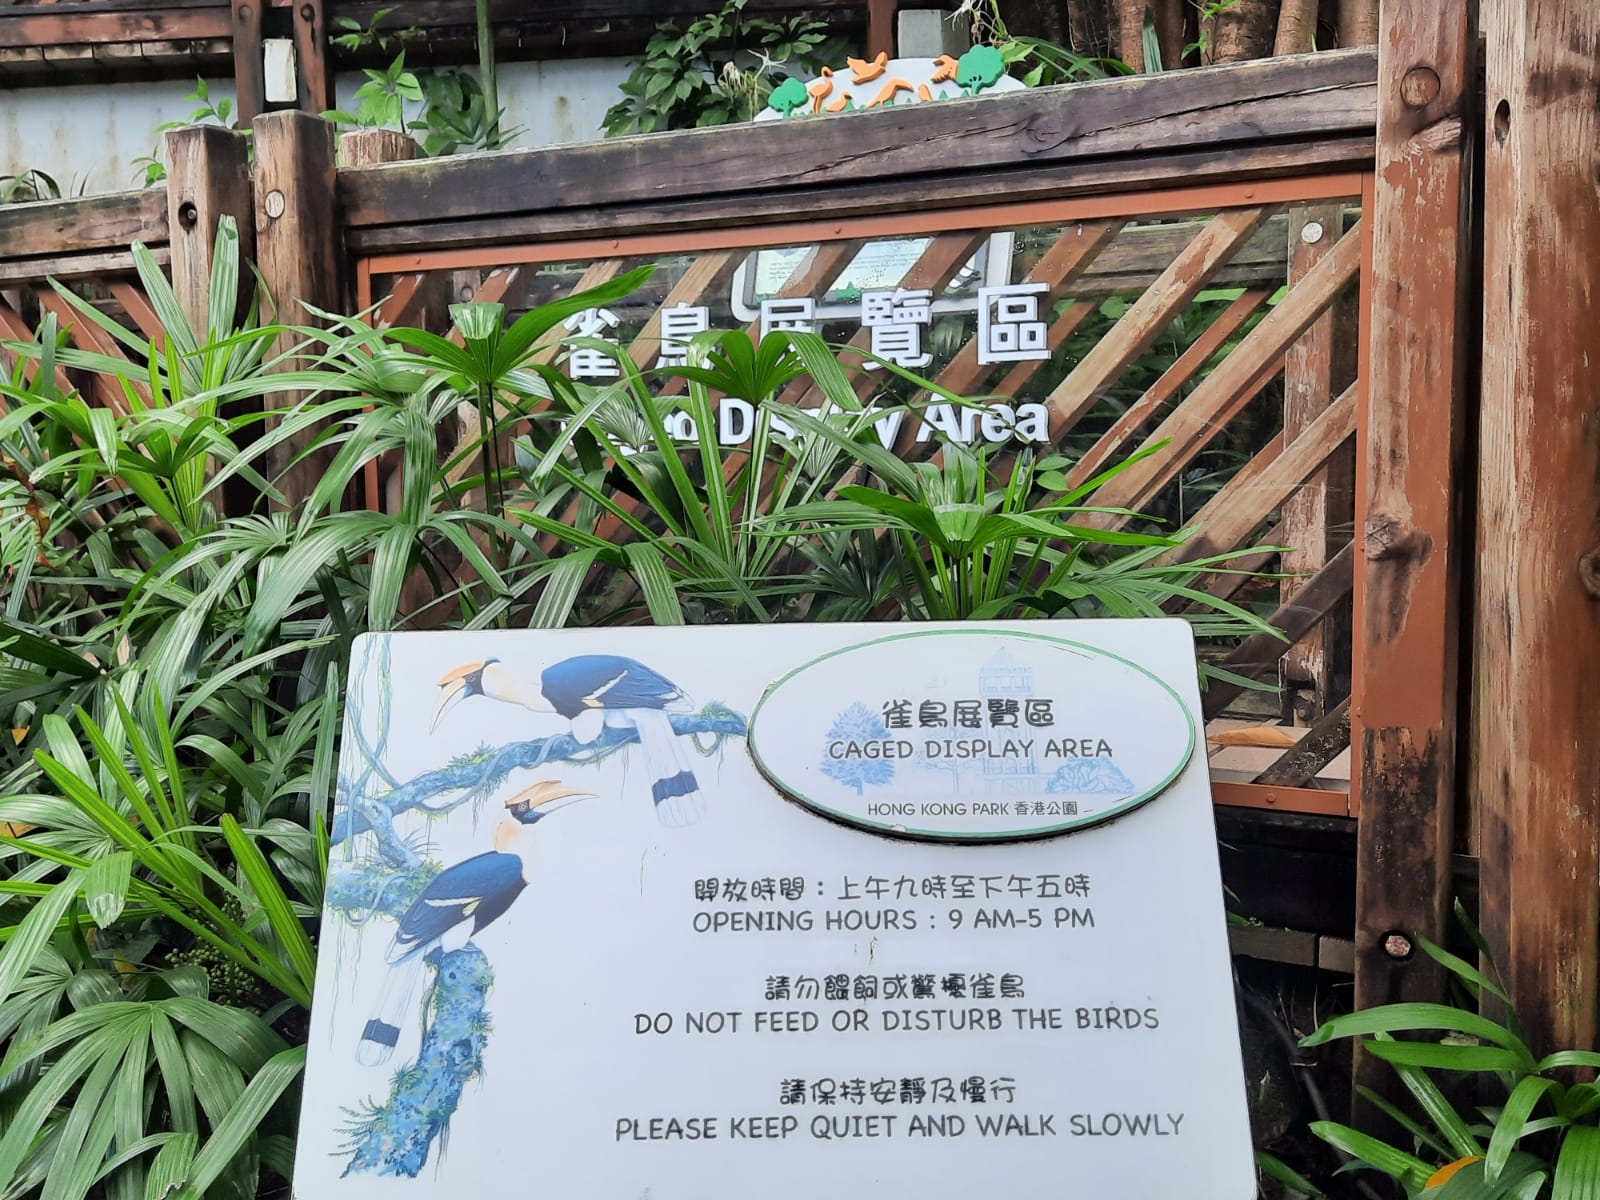 雀鳥展覽區
Caged Display Area
雀鳥展覽區
CAGED DISPLAY AREA
HONG KONG PARK 香港公園
開放時間：上午九時至下午五時
OPENING HOURS : 9 AM-5 PM
請勿餵飼或驚擾雀鳥
DO NOT FEED OR DISTURB THE BIRDS
請保持安靜及慢行
PLEASE KEEP QUIET AND WALK SLOWLY